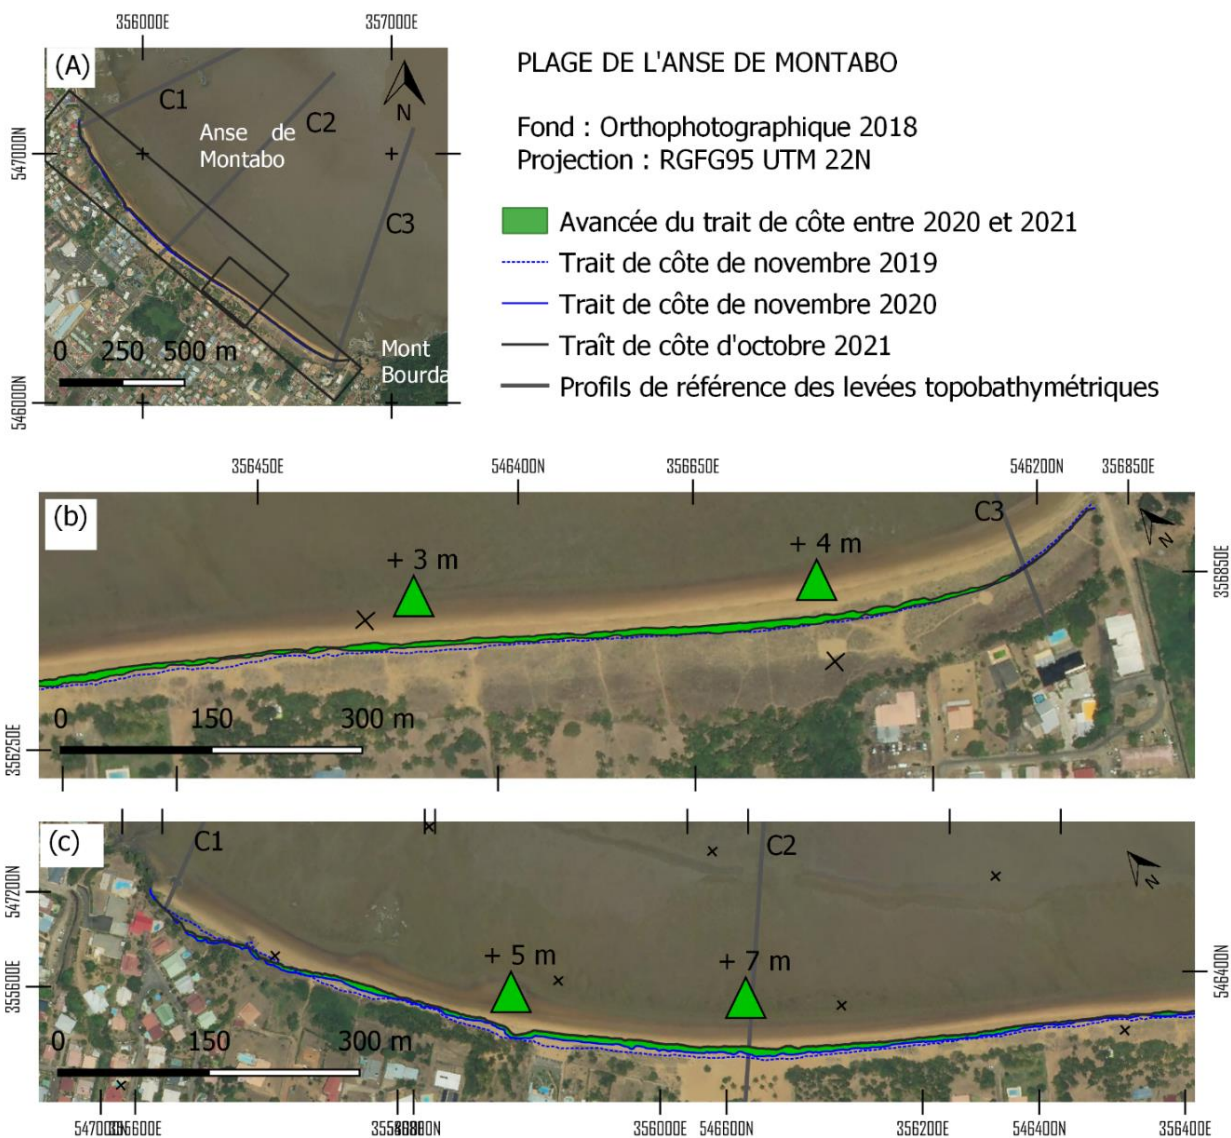 356000E 357000E
(A)
C1
N
Anse de
Montabo
C2
547000N
C3
0 250 500 m
Mont
Bourda
546000N
PLAGE DE L'ANSE DE MONTABO
Fond : Orthophotographique 2018
Projection : RGFG95 UTM 22N
Avancée du trait de côte entre 2020 et 2021
Trait de côte de novembre 2019
Trait de côte de novembre 2020
Traît de côte d'octobre 2021
Profils de référence des levées topobathymétriques
356450E 546400N 356650E 546200N 356850E
(b)
C3
N
+ 3 m
+ 4 m
356850E
0 150 300 m
356250E
(c)
C1
C2
N
547200N
+ 5 m
+ 7 m
355600E
546400N
0 150 300 m
355600E 356000E 546600N 356200E 546400N 356400E